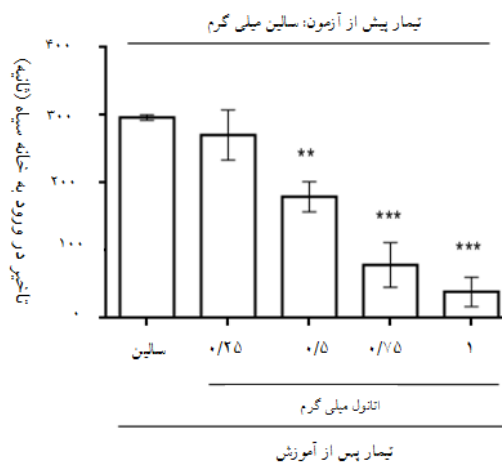 تیمار پیش از آزمون: سالین میلی گرم
تاخیر در ورود به خانه سیاه (ثانیه)
۴۰۰
۳۰۰
۲۰۰
۱۰۰
۰
**
***
***
سالین ۰/۲۵ ۰/۵ ۰/۷۵ ۱
اتانول میلی گرم
تیمار پس از آموزش